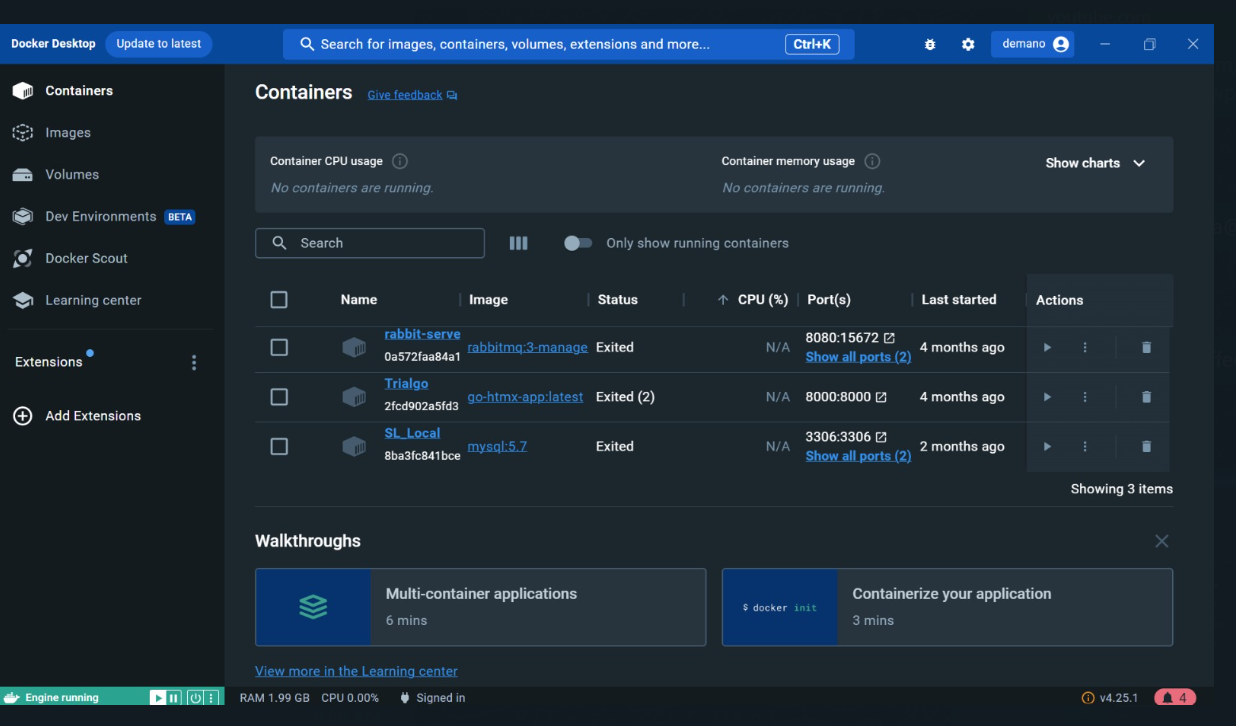 Docker Desktop Update to latest Search for images, containers, volumes, extensions and more... Ctrl+K demano
Containers
Images
Volumes
Dev Environments BETA
Docker Scout
Learning center
Extensions
Add Extensions
Containers Give feedback
Container CPU usage Container memory usage Show charts
No containers are running. No containers are running.
Search Only show running containers
Name Image Status CPU (%) Port(s) Last started Actions
rabbit-serve
0a572faa84a1 rabbitmq:3-manage Exited N/A 8080:15672 4 months ago
Show all ports (2)
Trialgo
2fcd902a5fd3 go-htmx-app:latest Exited (2) N/A 8000:8000 4 months ago
SL_Local
8ba3fc841bce mysql:5.7 Exited N/A 3306:3306 2 months ago
Show all ports (2)
Showing 3 items
Walkthroughs
Multi-container applications
6 mins
$ docker init
Containerize your application
3 mins
View more in the Learning center
Engine running RAM 1.99 GB CPU 0.00% Signed in v4.25.1 4